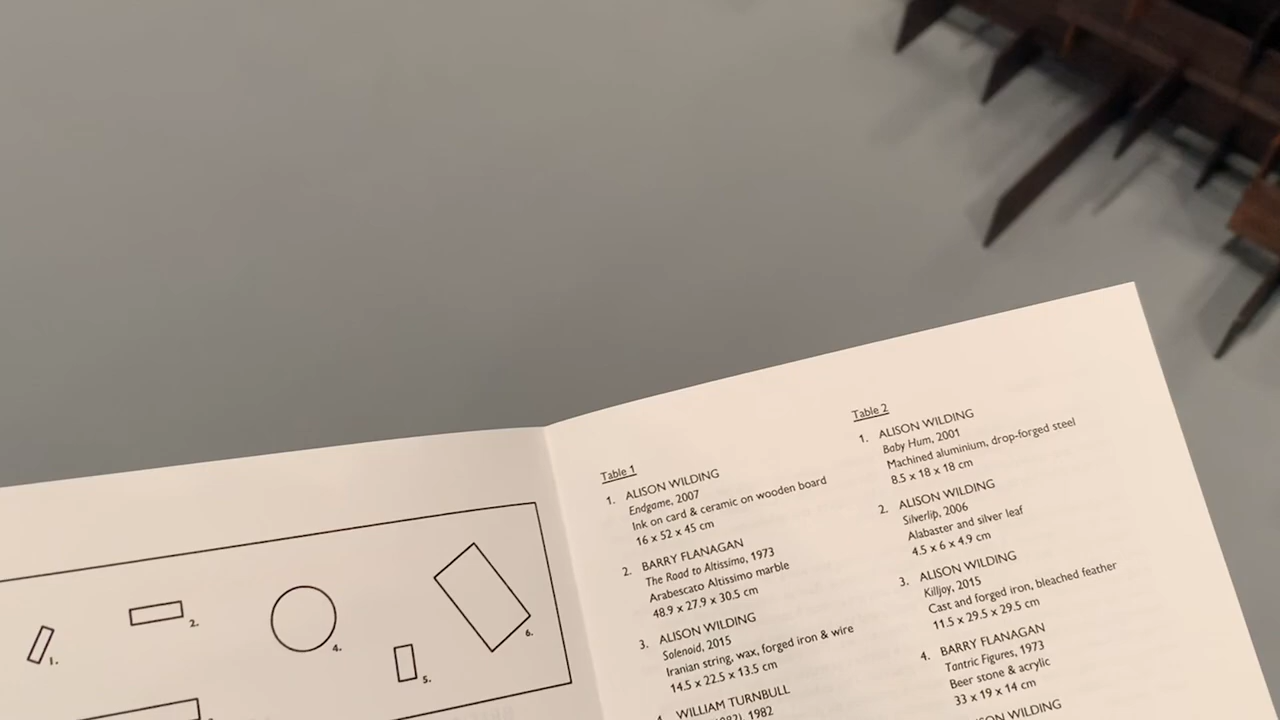 1.
2.
4.
5.
6.
Table 1
1. ALISON WILDING
Endgame, 2007
Ink on card & ceramic on wooden board
16 x 52 x 45 cm
2. BARRY FLANAGAN
The Road to Altissimo, 1973
Arabescato Altissimo marble
48.9 x 27.9 x 30.5 cm
3. ALISON WILDING
Solenoid, 2015
Iranian string, wax, forged iron & wire
14.5 x 22.5 x 13.5 cm
WILLIAM TURNBULL
1982
Table 2
1. ALISON WILDING
Baby Hum, 2001
Machined aluminium, drop-forged steel
8.5 x 18 x 18 cm
2. ALISON WILDING
Silverlip, 2006
Alabaster and silver leaf
4.5 x 6 x 4.9 cm
3. ALISON WILDING
Killjoy, 2015
Cast and forged iron, bleached feather
11.5 x 29.5 x 29.5 cm
4. BARRY FLANAGAN
Tantric Figures, 1973
Beer stone & acrylic
33 x 19 x 14 cm
WILDING